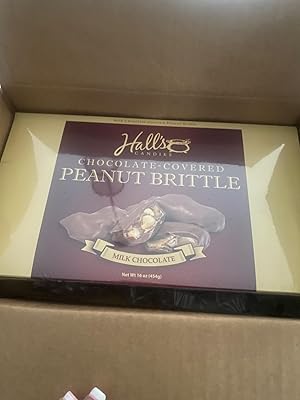 Hall's
CANDIES
CHOCOLATE-COVERED
PEANUT BRITTLE
MILK CHOCOLATE
Net Wt 16 oz (454g)